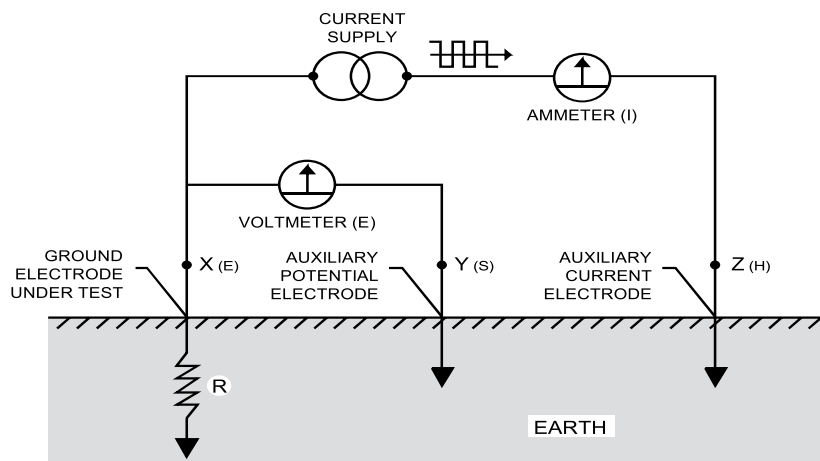 CURRENT
SUPPLY
AMMETER (I)
VOLTMETER (E)
GROUND
ELECTRODE
UNDER TEST
X (E)
AUXILIARY
POTENTIAL
ELECTRODE
Y (S)
AUXILIARY
CURRENT
ELECTRODE
Z (H)
R
EARTH